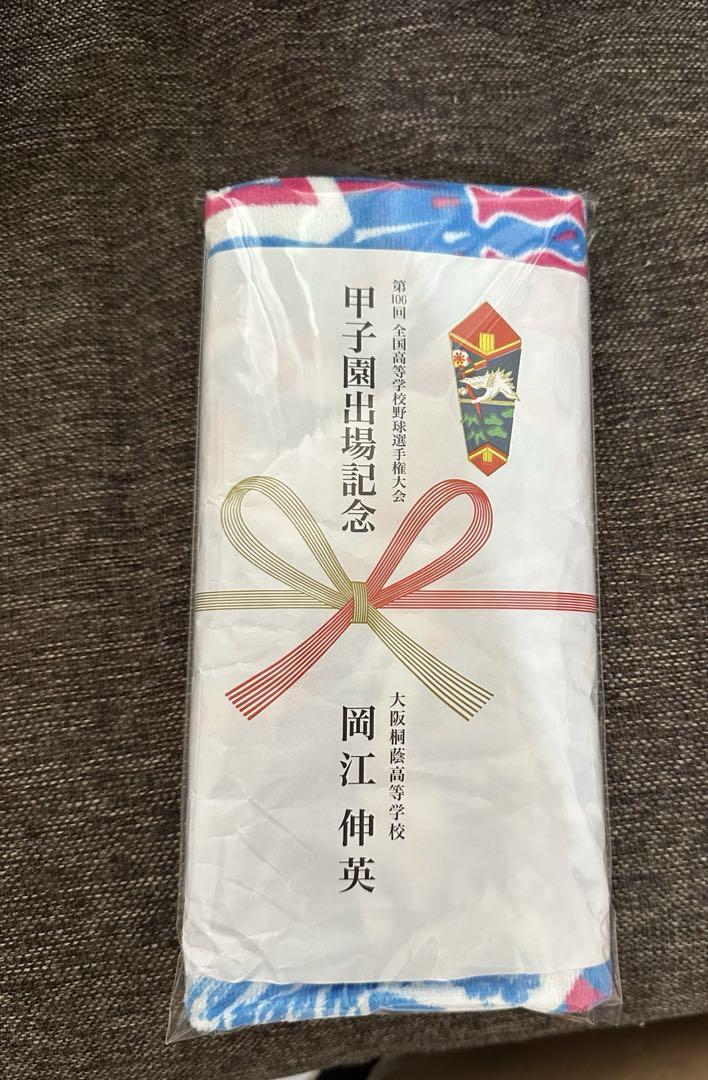 第106回 全国高等学校野球選手権大会
甲子園出場記念
大阪桐蔭高等学校
岡江 伸英